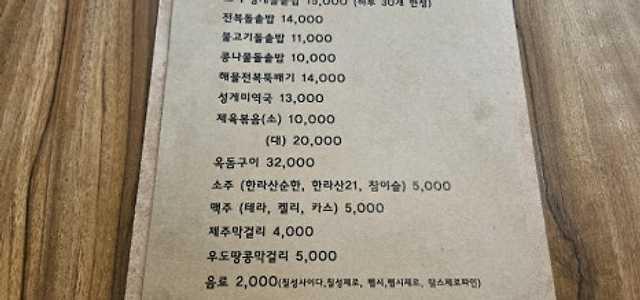 돌솥밥 15,000 (하루 30개 한정)
전복돌솥밥 14,000
불고기돌솥밥 11,000
콩나물돌솥밥 10,000
해물전복뚝배기 14,000
성게미역국 13,000
제육볶음(소) 10,000
(대) 20,000
옥돔구이 32,000
소주 (한라산순한, 한라산21, 참이슬) 5,000
맥주 (테라, 켈리, 카스) 5,000
제주막걸리 4,000
우도땅콩막걸리 5,000
음료 2,000(칠성사이다,칠성제로, 펩시,펩시제로, 탐스제로파인)